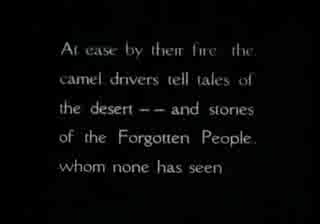 At ease by their fire the
camel drivers tell tales of
the desert -- and stories
of the Forgotten People,
whom none has seen